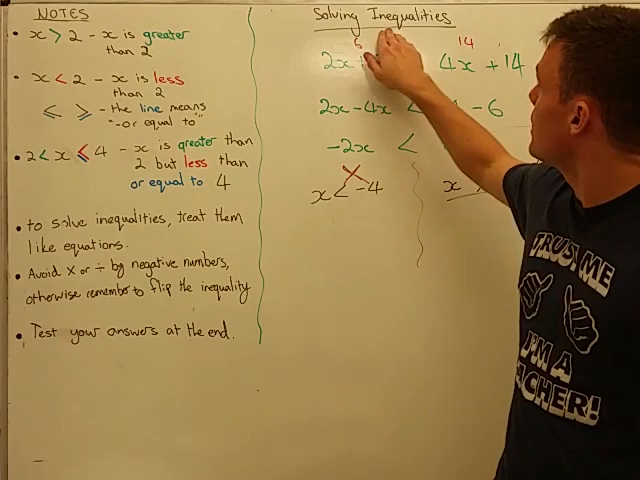 NOTES
• x > 2 - x is greater
than 2
• x < 2 - x is less
than 2
≤ ≥ - the line means
"-or equal to"
• 2 < x ≤ 4 - x is greater than
2 but less than
or equal to 4
• to solve inequalities, treat them
like equations.
• Avoid × or ÷ by negative numbers,
otherwise remember to flip the inequality
• Test your answers at the end.
Solving Inequalities
6 14
2x 4x + 14
2x - 4x < - 6
-2x <
x < -4 x
TRUST ME
I'M A
TEACHER!